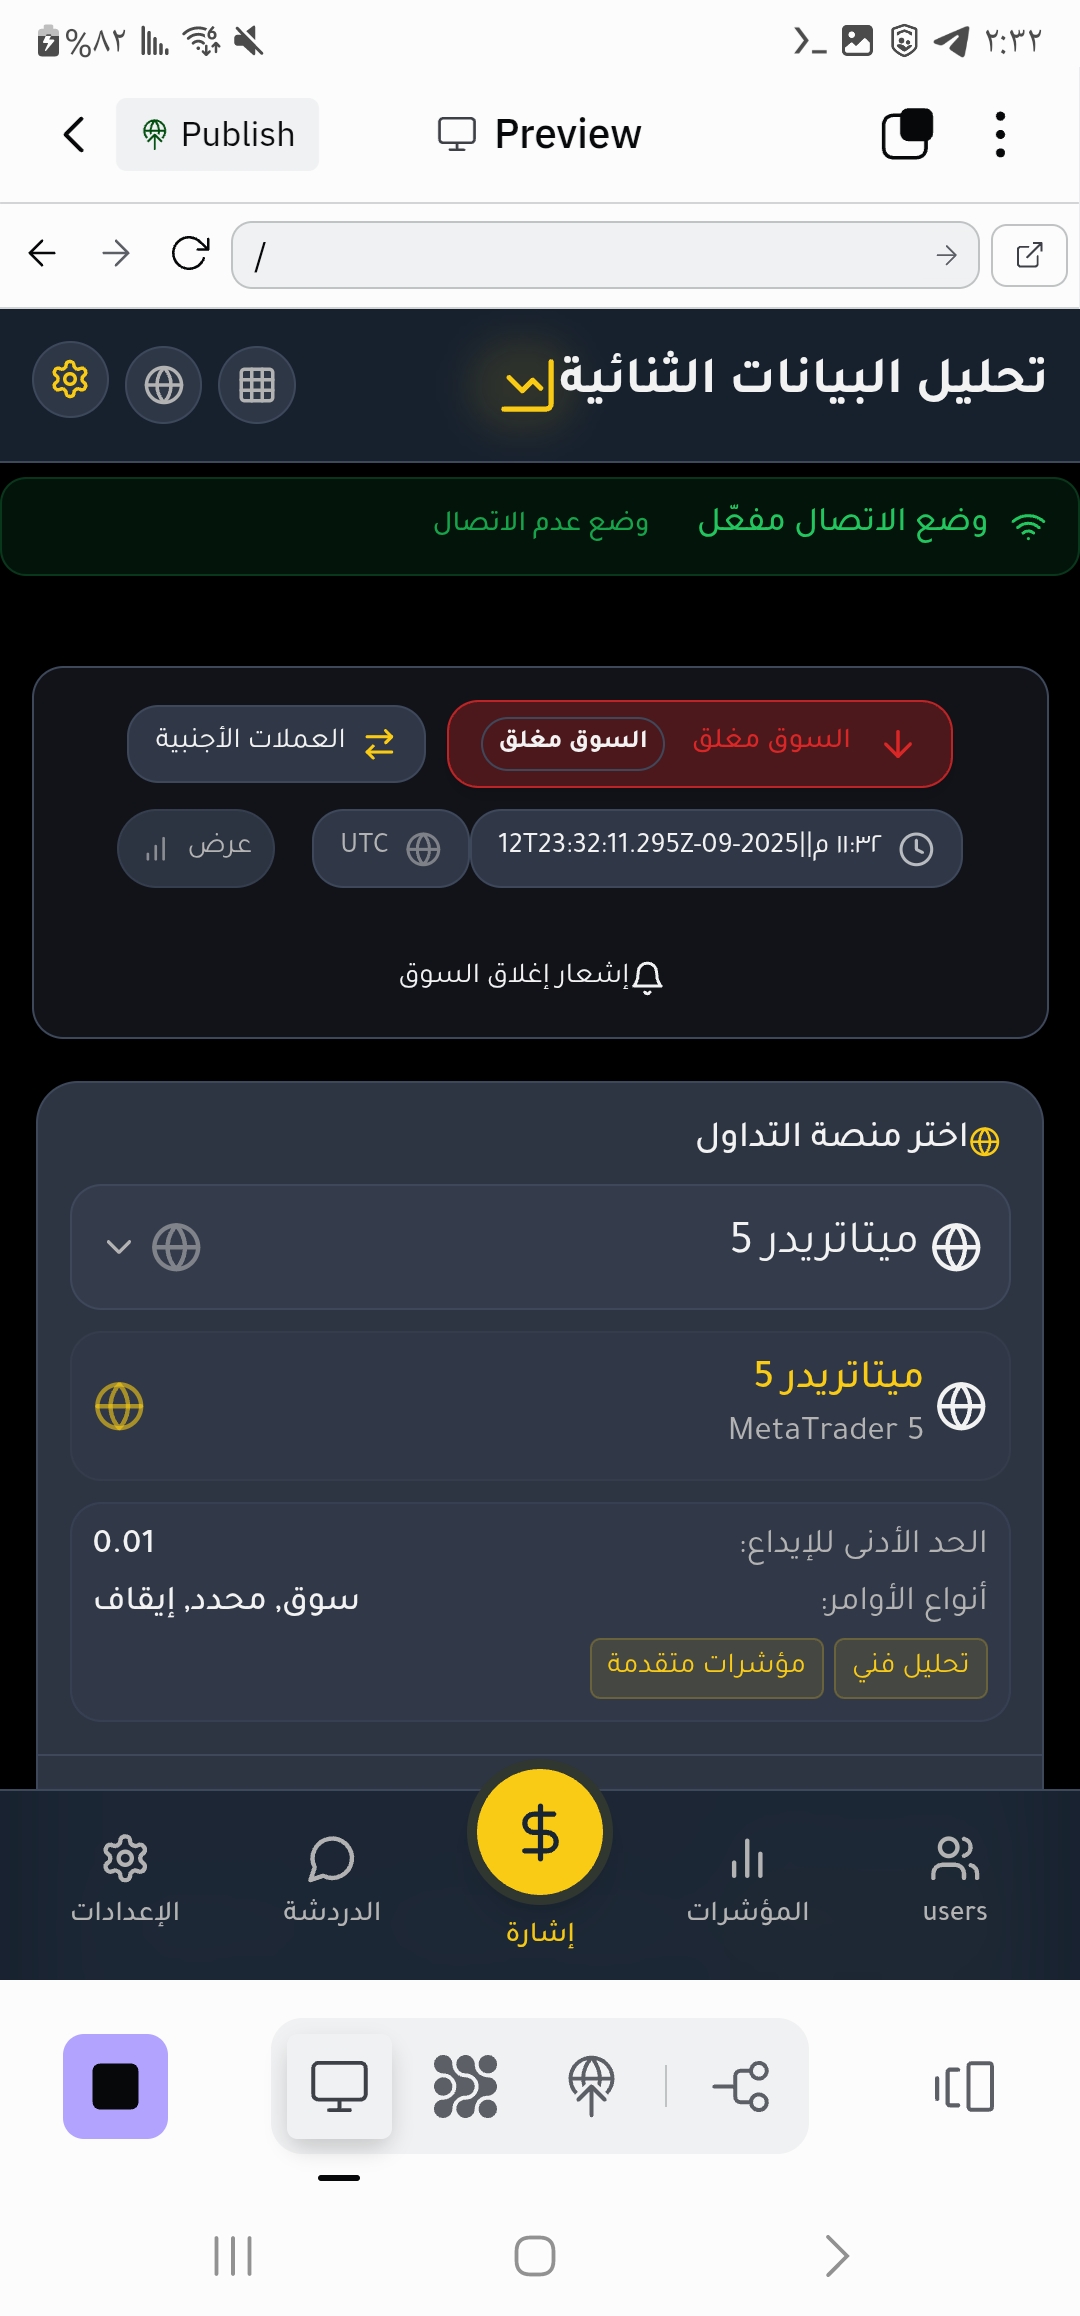 %٨٢ ٢:٣٢
Publish Preview
/
تحليل البيانات الثنائية
وضع الاتصال مفعّل وضع عدم الاتصال
السوق مغلق السوق مغلق العملات الأجنبية
١١:٣٢ م||2025-09-12T23:32:11.295Z UTC عرض
إشعار إغلاق السوق
اختر منصة التداول
ميتاتريدر 5
ميتاتريدر 5
MetaTrader 5
الحد الأدنى للإيداع: 0.01
أنواع الأوامر: سوق, محدد, إيقاف
تحليل فني مؤشرات متقدمة
users المؤشرات إشارة الدردشة الإعدادات